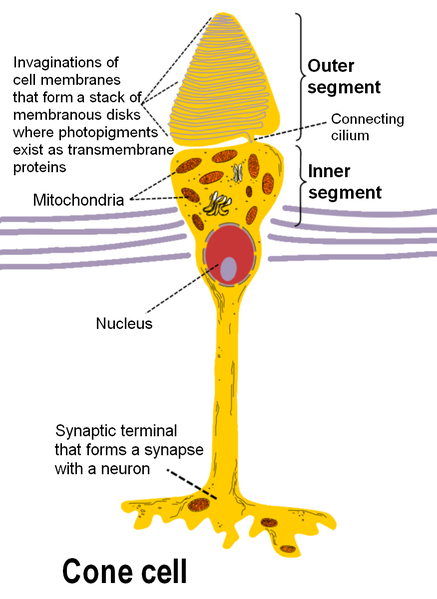 Invaginations of
cell membranes
that form a stack of
membranous disks
where photopigments
exist as transmembrane
proteins
Outer
segment
Connecting
cilium
Inner
segment
Mitochondria
Nucleus
Synaptic terminal
that forms a synapse
with a neuron
Cone cell